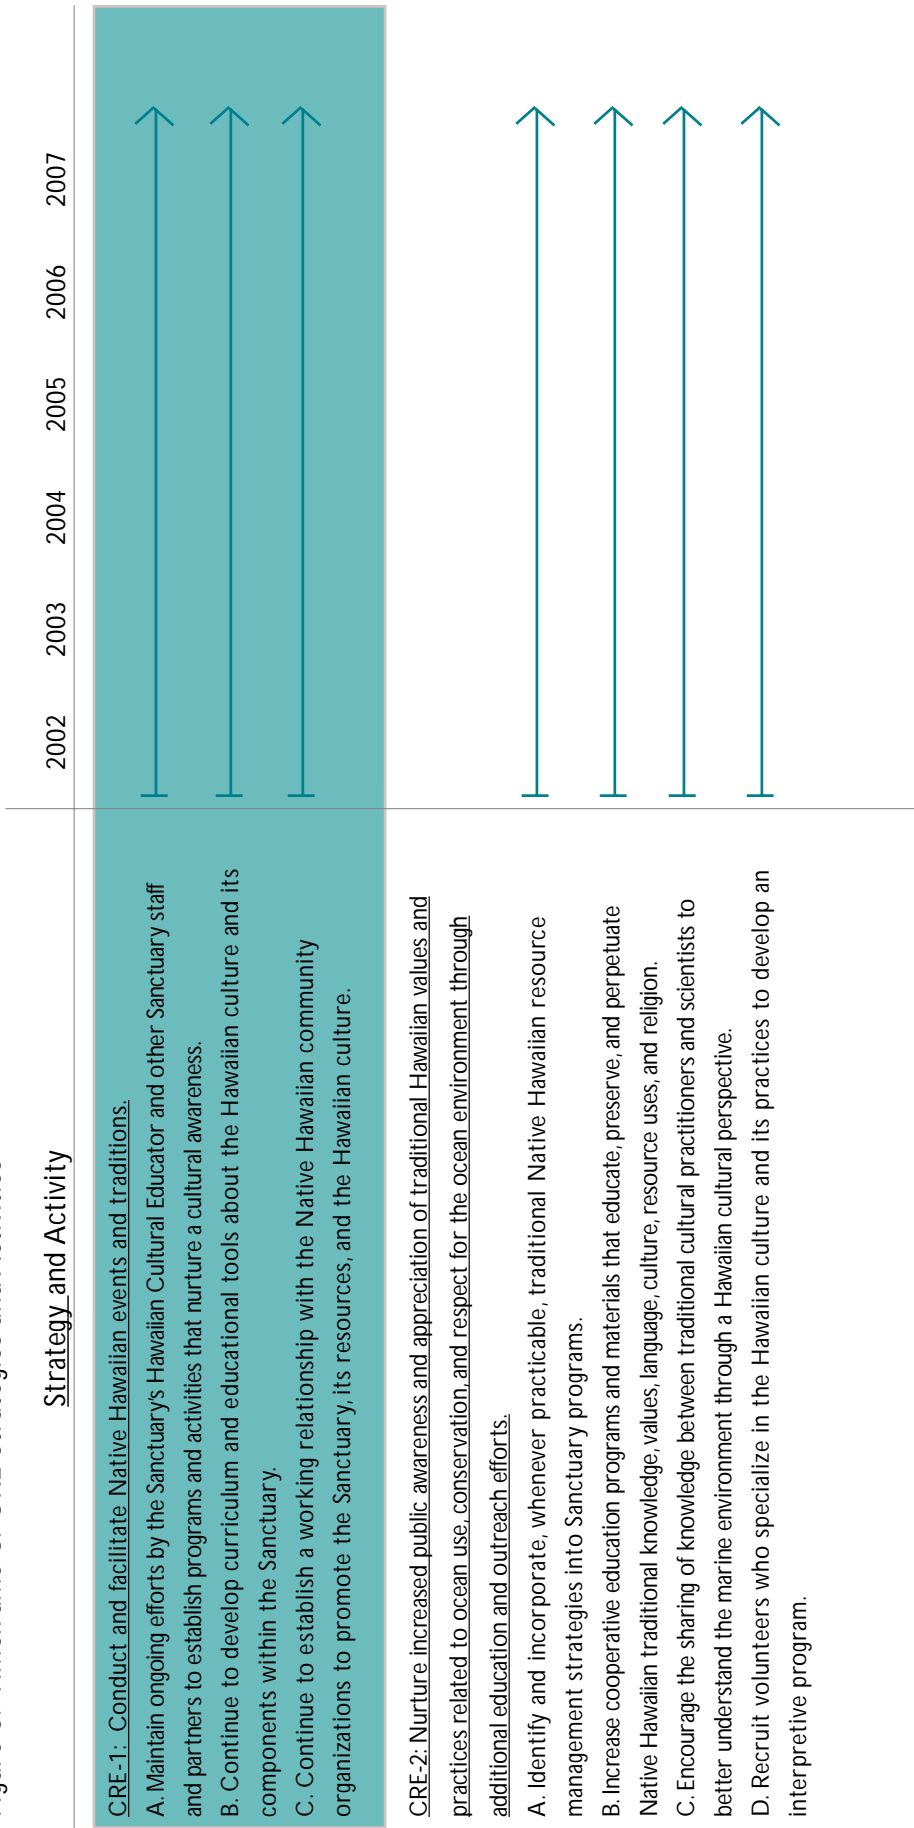 Strategy and Activity
2002 2003 2004 2005 2006 2007
CRE-1: Conduct and facilitate Native Hawaiian events and traditions.
A. Maintain ongoing efforts by the Sanctuary's Hawaiian Cultural Educator and other Sanctuary staff
and partners to establish programs and activities that nurture a cultural awareness.
B. Continue to develop curriculum and educational tools about the Hawaiian culture and its
components within the Sanctuary.
C. Continue to establish a working relationship with the Native Hawaiian community
organizations to promote the Sanctuary, its resources, and the Hawaiian culture.
CRE-2: Nurture increased public awareness and appreciation of traditional Hawaiian values and
practices related to ocean use, conservation, and respect for the ocean environment through
additional education and outreach efforts.
A. Identify and incorporate, whenever practicable, traditional Native Hawaiian resource
management strategies into Sanctuary programs.
B. Increase cooperative education programs and materials that educate, preserve, and perpetuate
Native Hawaiian traditional knowledge, values, language, culture, resource uses, and religion.
C. Encourage the sharing of knowledge between traditional cultural practitioners and scientists to
better understand the marine environment through a Hawaiian cultural perspective.
D. Recruit volunteers who specialize in the Hawaiian culture and its practices to develop an
interpretive program.